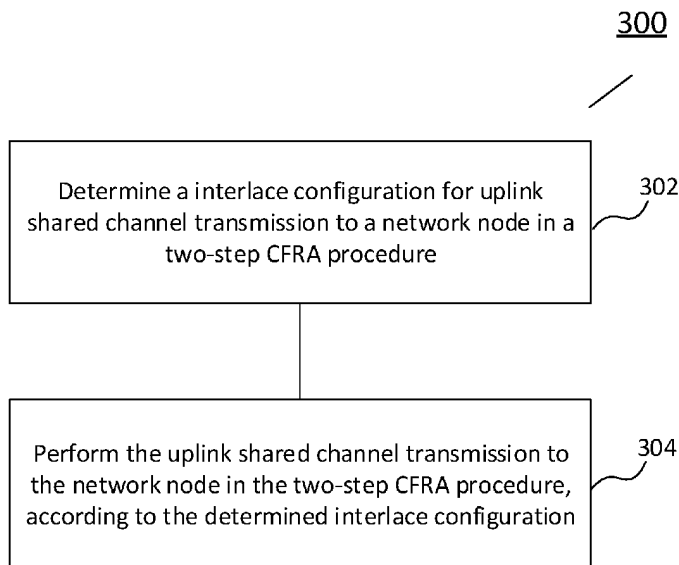 300
Determine a interlace configuration for uplink
shared channel transmission to a network node in a
two-step CFRA procedure
302
Perform the uplink shared channel transmission to
the network node in the two-step CFRA procedure,
according to the determined interlace configuration
304